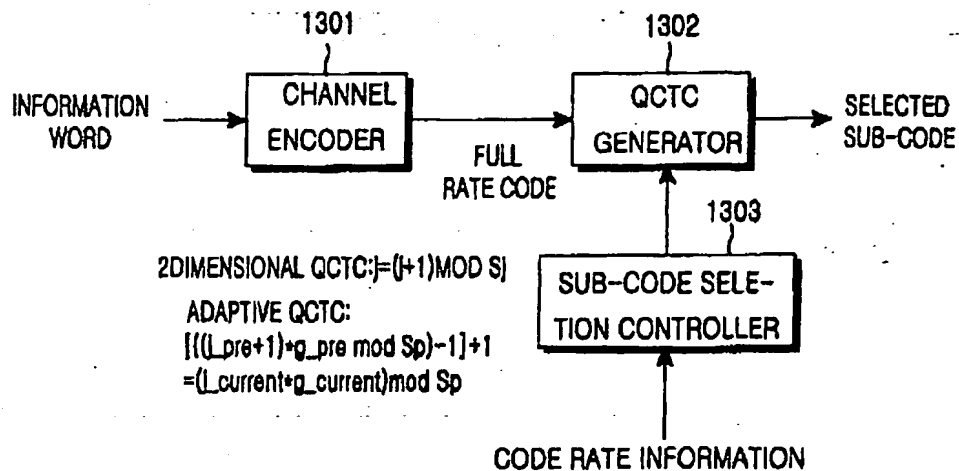 1301
1302
INFORMATION
WORD
CHANNEL
ENCODER
FULL
RATE CODE
QCTC
GENERATOR
SELECTED
SUB-CODE
1303
2DIMENSIONAL QCTC:j=(j+1)MOD Sj
ADAPTIVE QCTC:
[((j_pre+1)*g_pre mod Sp)-1]+1
=(j_current*g_current)mod Sp
SUB-CODE SELE-
TION CONTROLLER
CODE RATE INFORMATION